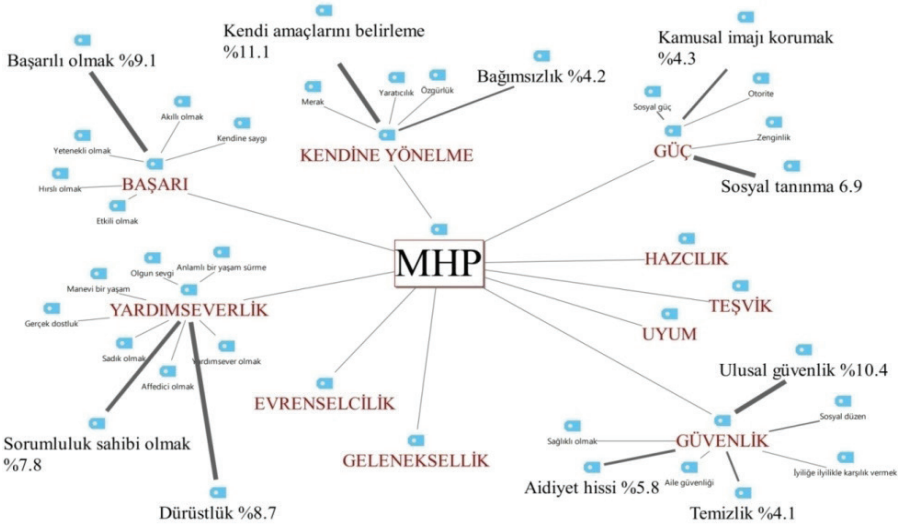 Kendi amaçlarını belirleme
%11.1
Kamusal imajı korumak
%4.3
Başarılı olmak %9.1
Bağımsızlık %4.2
Merak
Yaratıcılık
Özgürlük
Sosyal güç
Otorite
Akıllı olmak
Kendine saygı
Zenginlik
Yetenekli olmak
KENDİNE YÖNELME
GÜÇ
Hırslı olmak
BAŞARI
Sosyal tanınma 6.9
Etkili olmak
MHP
HAZCILIK
Olgun sevgi
Anlamlı bir yaşam sürme
Manevi bir yaşam
YARDIMSEVERLİK
TEŞVİK
Gerçek dostluk
UYUM
Sadık olmak
Yardımsever olmak
Affedici olmak
Ulusal güvenlik %10.4
EVRENSELCİLİK
Sosyal düzen
Sorumluluk sahibi olmak
%7.8
Sağlıklı olmak
GÜVENLİK
GELENEKSELLİK
Aile güvenliği
İyiliğe iyilikle karşılık vermek
Aidiyet hissi %5.8
Dürüstlük %8.7
Temizlik %4.1